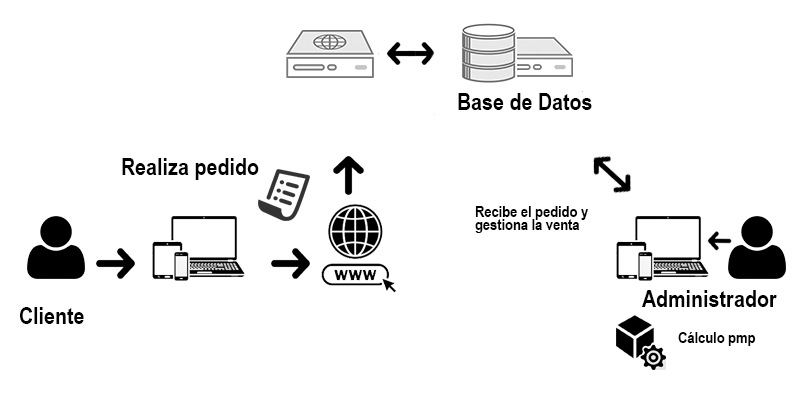 Base de Datos
Realiza pedido
Recibe el pedido y
gestiona la venta
www
Cliente
Administrador
Cálculo pmp